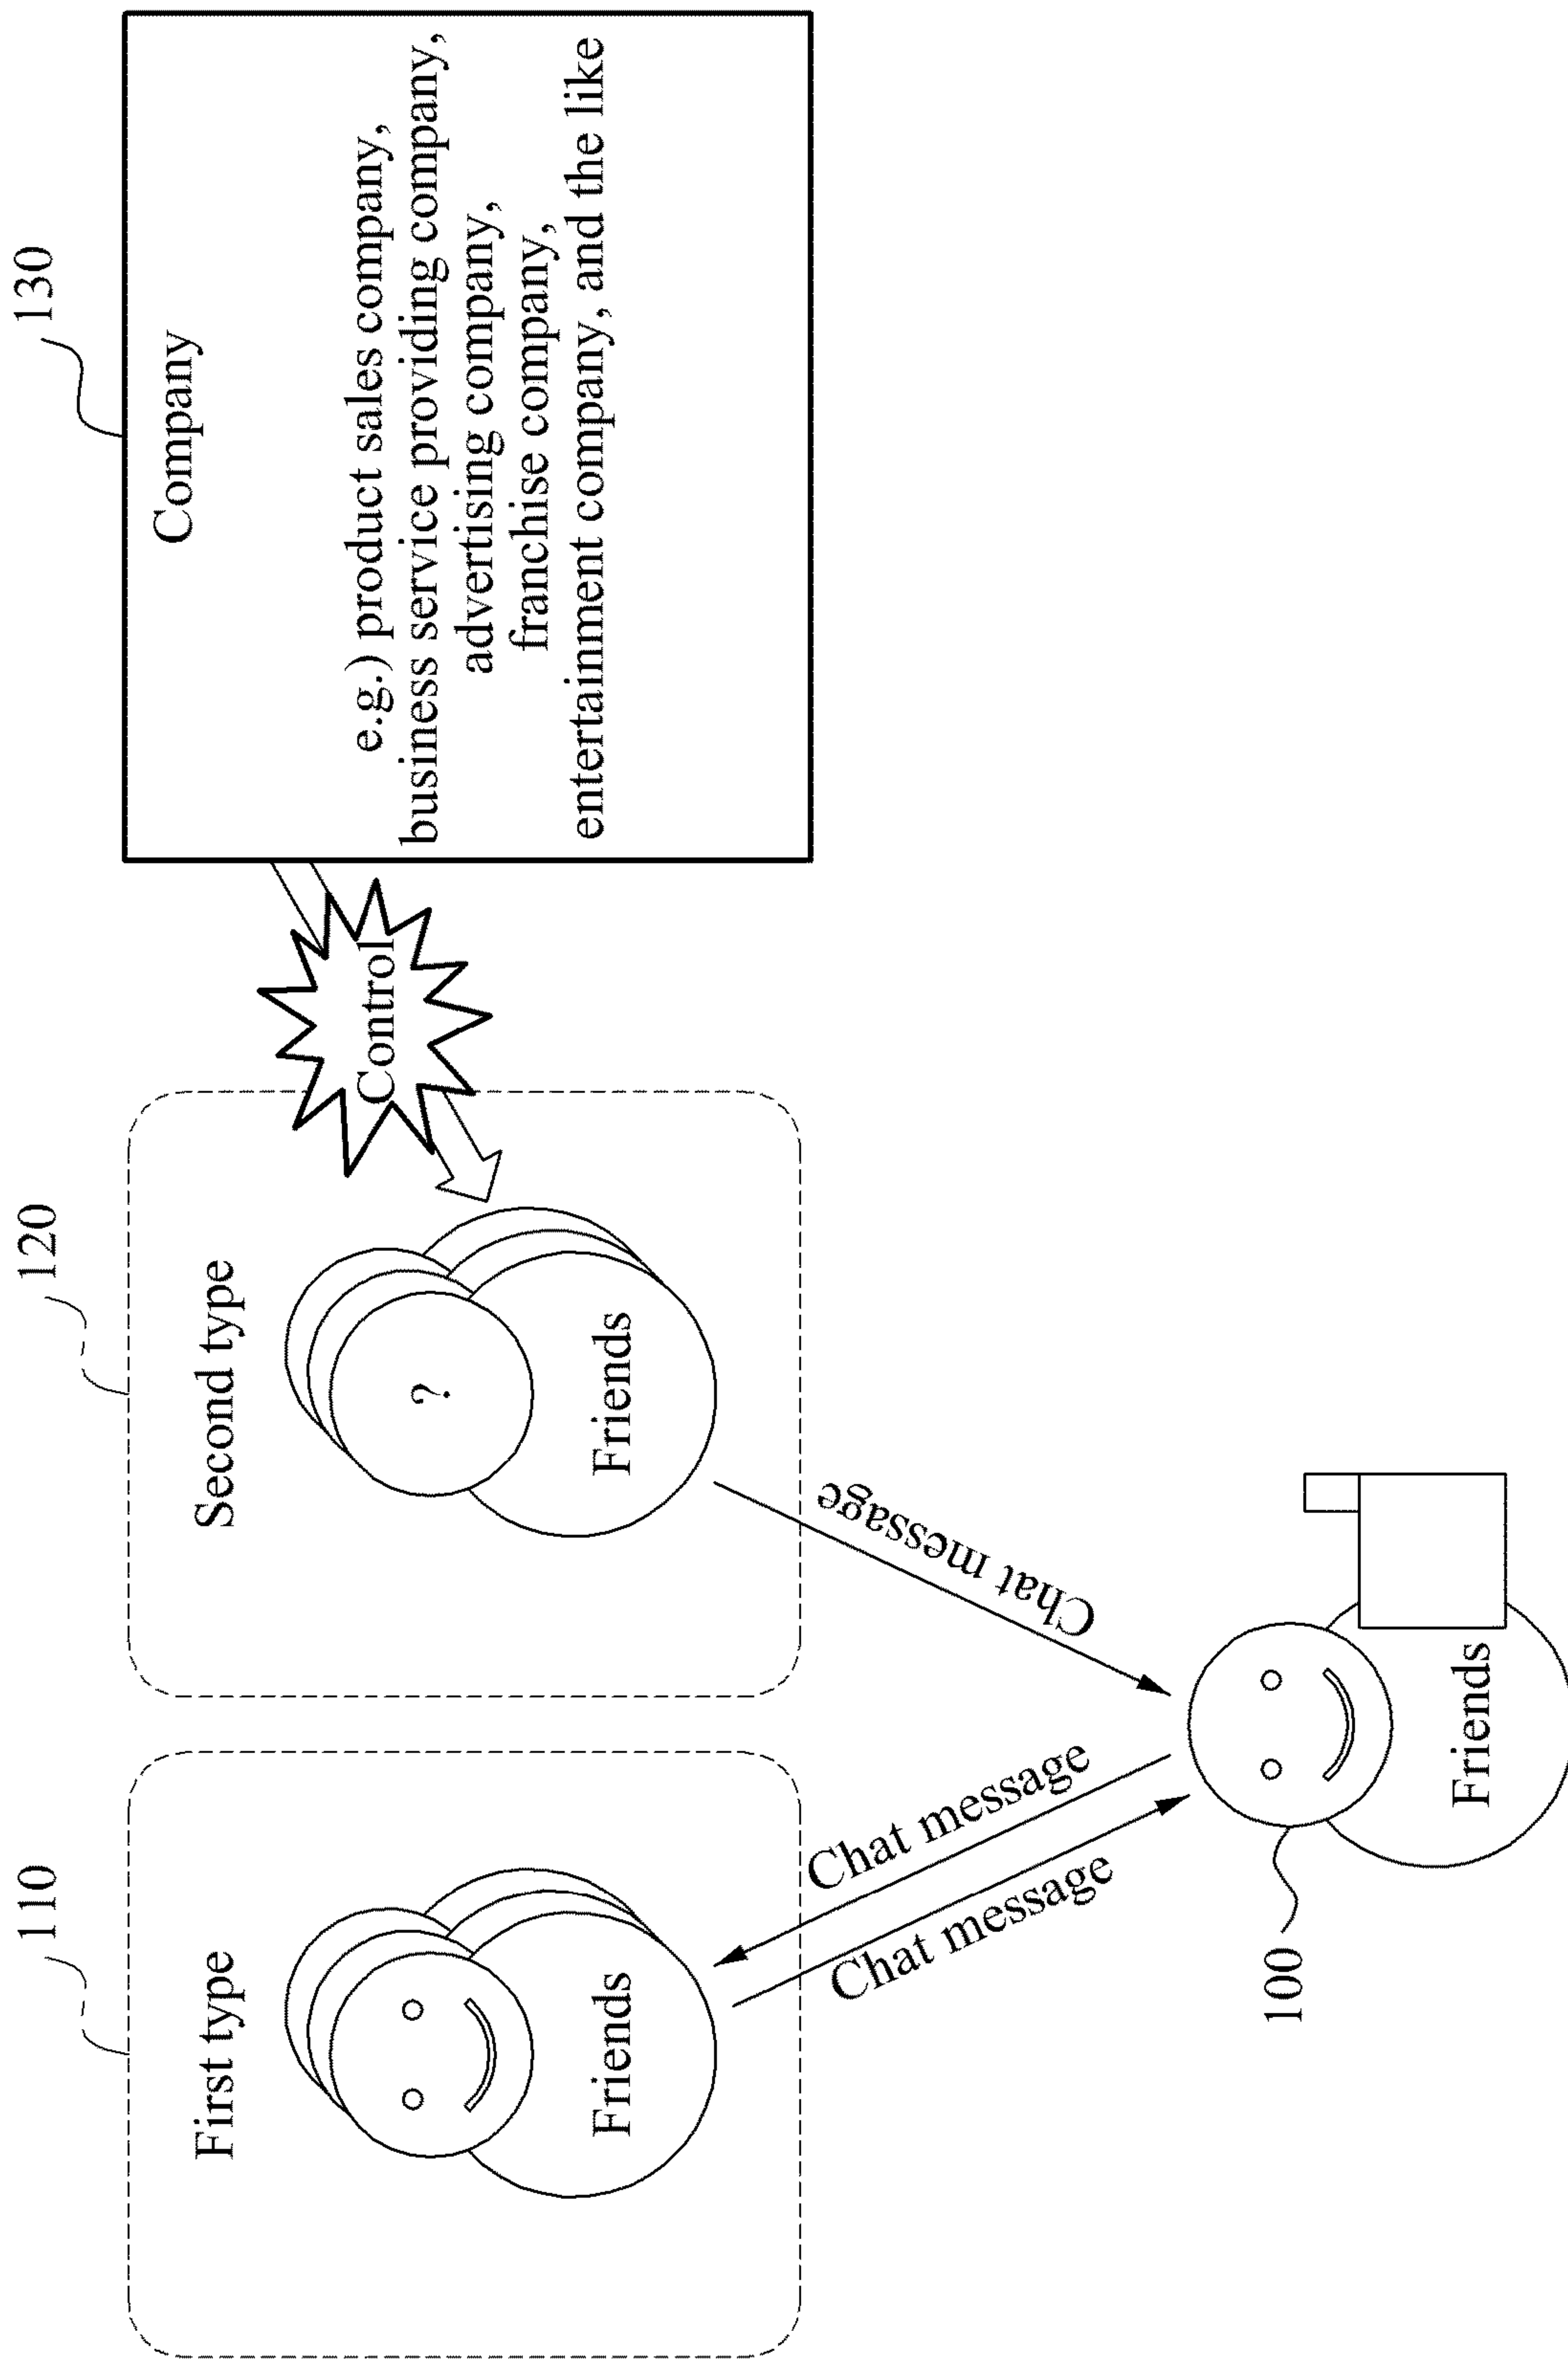 110
120
130
First type
Second type
Company
e.g.) product sales company,
business service providing company,
advertising company,
franchise company,
entertainment company, and the like
Control
?
Friends
Friends
Chat message
Chat message
Chat message
100
Friends